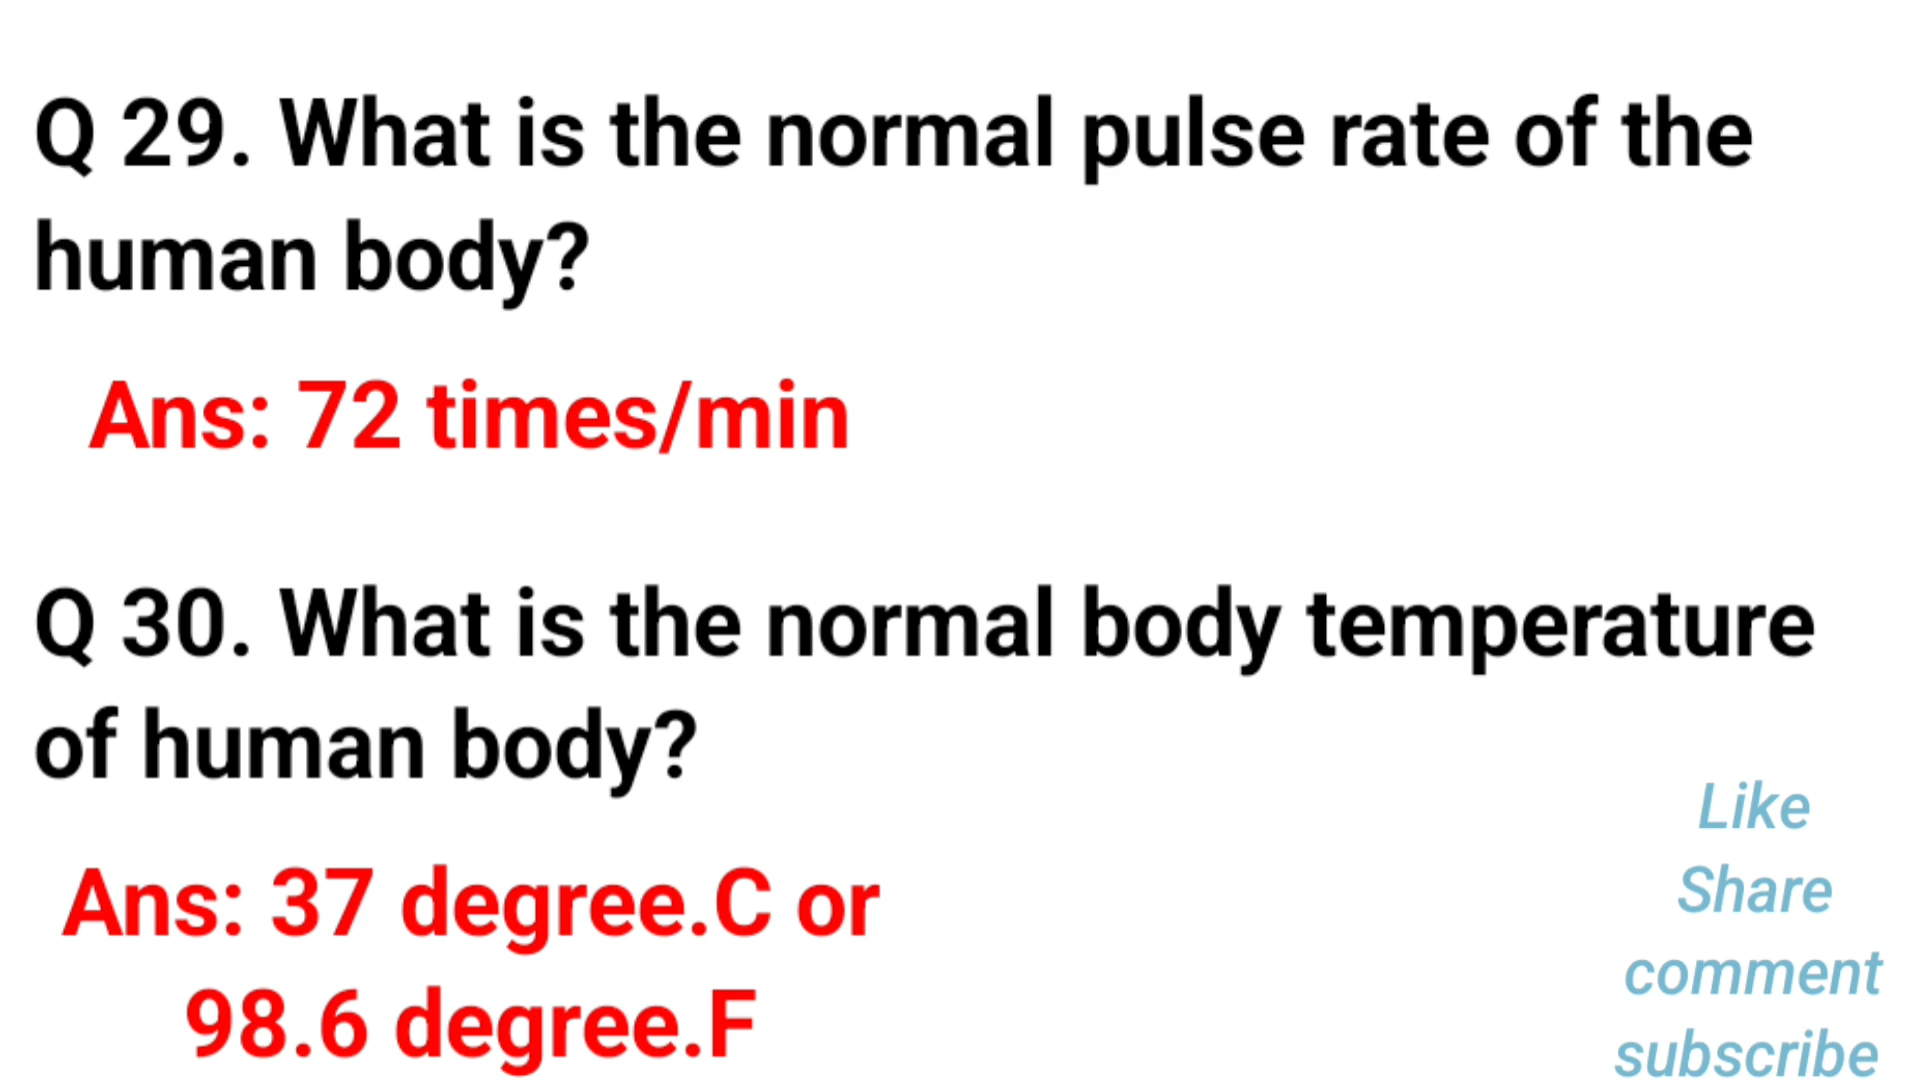 Q 29. What is the normal pulse rate of the
human body?
Ans: 72 times/min
Q 30. What is the normal body temperature
of human body?
Ans: 37 degree.C or
98.6 degree.F
Like
Share
comment
subscribe